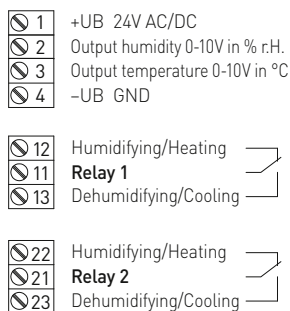 1 +UB 24V AC/DC
2 Output humidity 0-10V in % r.H.
3 Output temperature 0-10V in °C
4 –UB GND
12 Humidifying/Heating
11 Relay 1
13 Dehumidifying/Cooling
22 Humidifying/Heating
21 Relay 2
23 Dehumidifying/Cooling